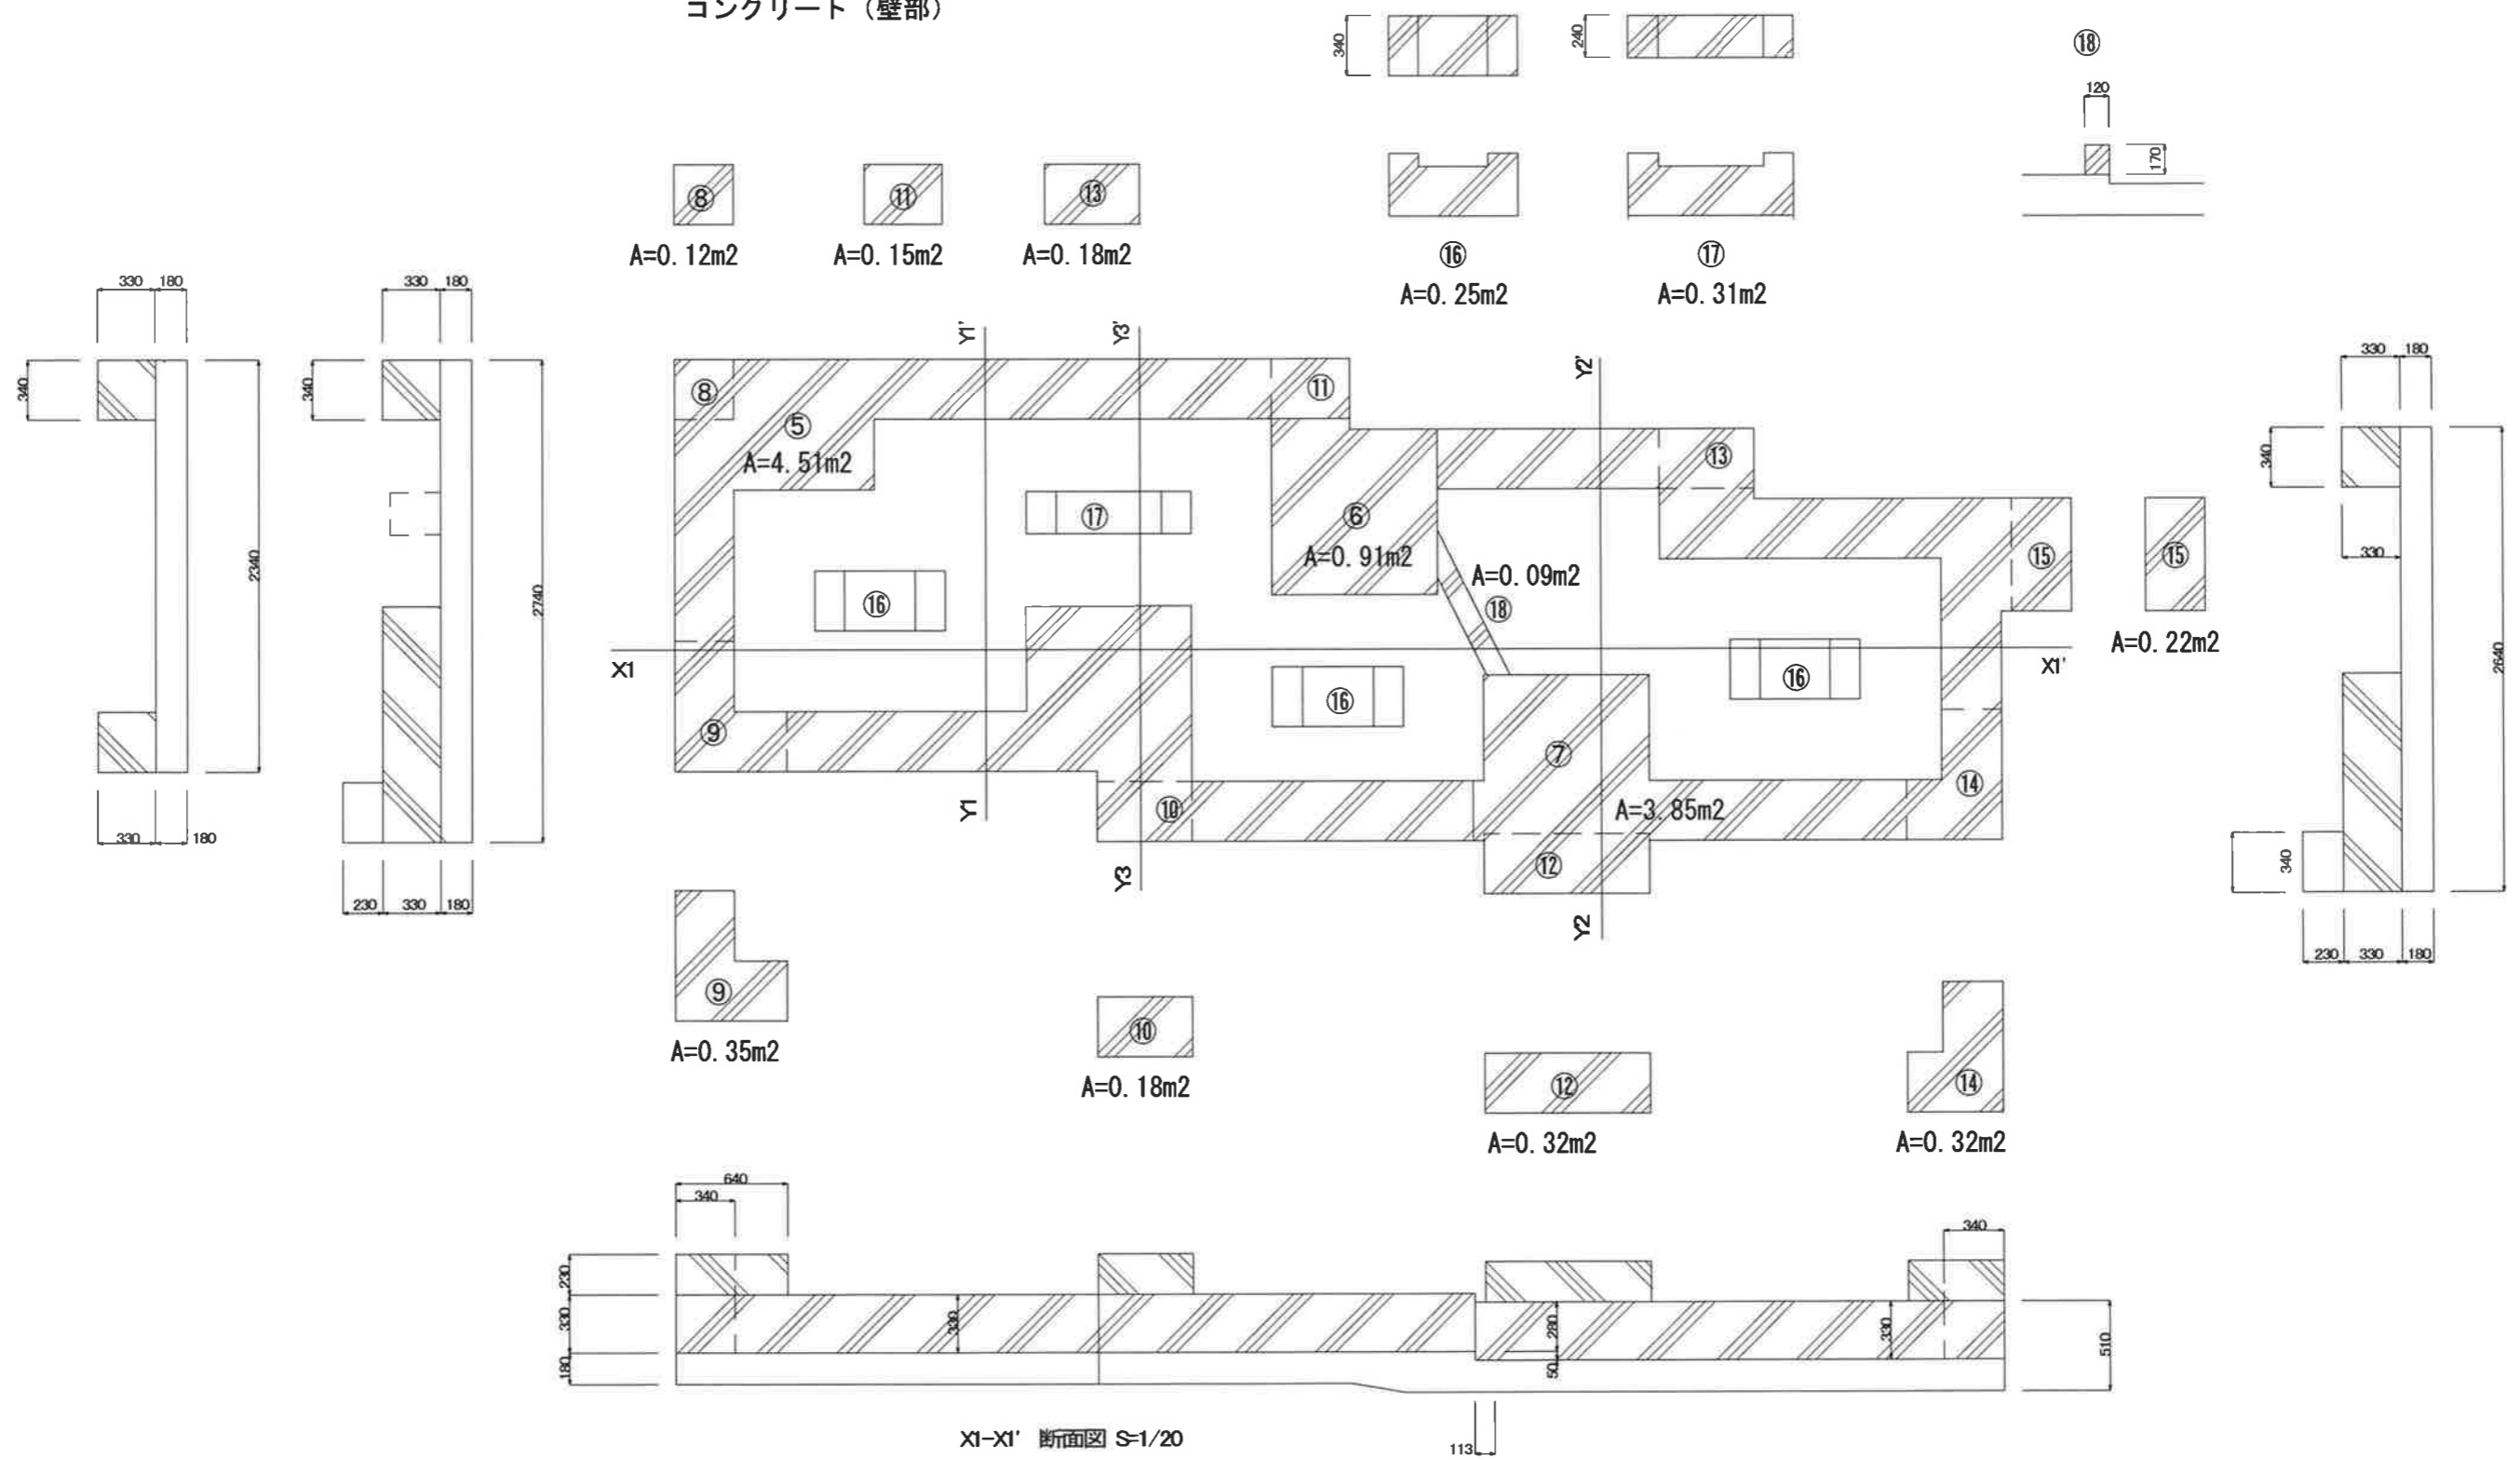 コンクリート（壁部）
340
240
⑱
120
170
⑧
⑪
⑬
A=0.12m2
A=0.15m2
A=0.18m2
⑯
A=0.25m2
⑰
A=0.31m2
330 180
340
2340
330 180
330 180
340
2740
230 330 180
Y1'
Y3'
Y2'
⑧
⑪
⑤
A=4.51m2
⑬
⑰
⑥
A=0.91m2
A=0.09m2
⑱
⑮
⑯
X1
X1'
⑯
⑯
⑨
⑦
A=3.85m2
⑩
⑫
⑭
Y1
Y3
Y2
⑮
A=0.22m2
330 180
340
330
2640
340
230 330 180
⑨
A=0.35m2
⑩
A=0.18m2
⑫
A=0.32m2
⑭
A=0.32m2
640
340
340
230
330
180
330
280
50
330
510
113
X1-X1' 断面図 S=1/20